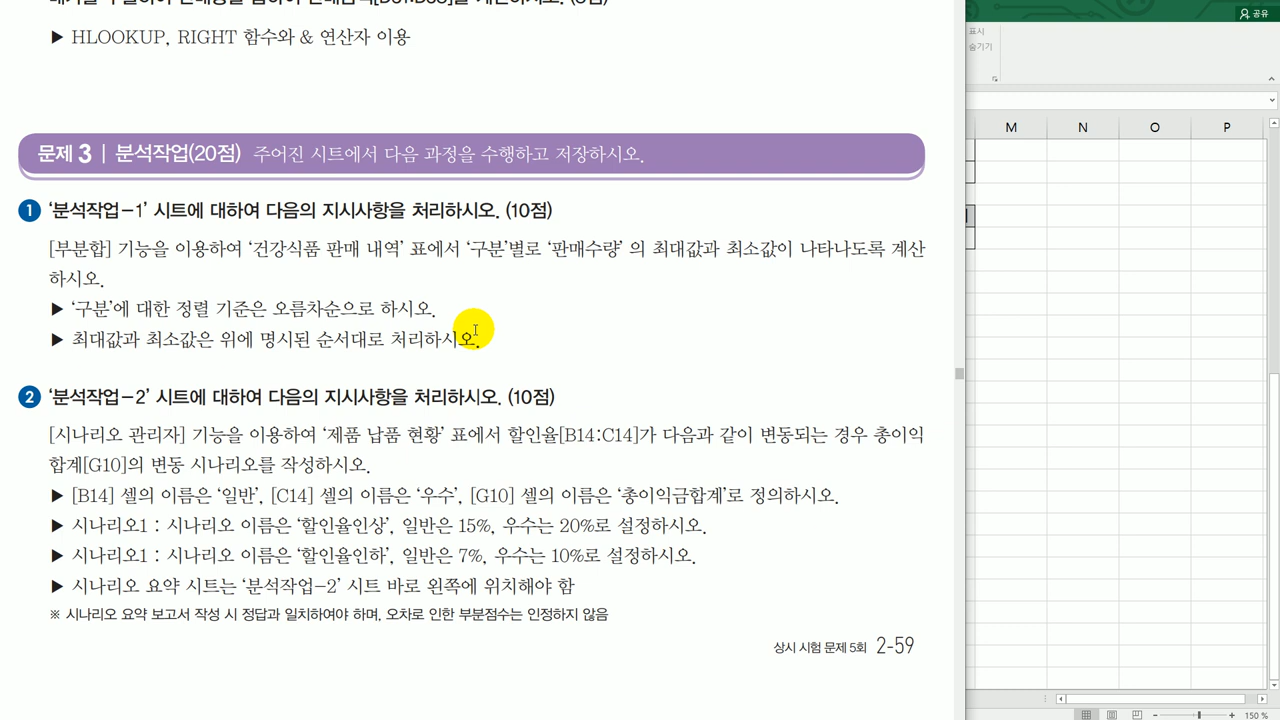 ▶ HLOOKUP, RIGHT 함수와 & 연산자 이용
문제 3 | 분석작업(20점) 주어진 시트에서 다음 과정을 수행하고 저장하시오.
1 ‘분석작업-1’ 시트에 대하여 다음의 지시사항을 처리하시오. (10점)
[부분합] 기능을 이용하여 ‘건강식품 판매 내역’ 표에서 ‘구분’별로 ‘판매수량’ 의 최대값과 최소값이 나타나도록 계산
하시오.
▶ ‘구분’에 대한 정렬 기준은 오름차순으로 하시오.
▶ 최대값과 최소값은 위에 명시된 순서대로 처리하시오.
2 ‘분석작업-2’ 시트에 대하여 다음의 지시사항을 처리하시오. (10점)
[시나리오 관리자] 기능을 이용하여 ‘제품 납품 현황’ 표에서 할인율[B14:C14]가 다음과 같이 변동되는 경우 총이익
합계[G10]의 변동 시나리오를 작성하시오.
▶ [B14] 셀의 이름은 ‘일반’, [C14] 셀의 이름은 ‘우수’, [G10] 셀의 이름은 ‘총이익금합계’로 정의하시오.
▶ 시나리오1 : 시나리오 이름은 ‘할인율인상’, 일반은 15%, 우수는 20%로 설정하시오.
▶ 시나리오1 : 시나리오 이름은 ‘할인율인하’, 일반은 7%, 우수는 10%로 설정하시오.
▶ 시나리오 요약 시트는 ‘분석작업-2’ 시트 바로 왼쪽에 위치해야 함
※ 시나리오 요약 보고서 작성 시 정답과 일치하여야 하며, 오차로 인한 부분점수는 인정하지 않음
상시 시험 문제 5회 2-59
공유
표시
숨기기
M N O P
150 %